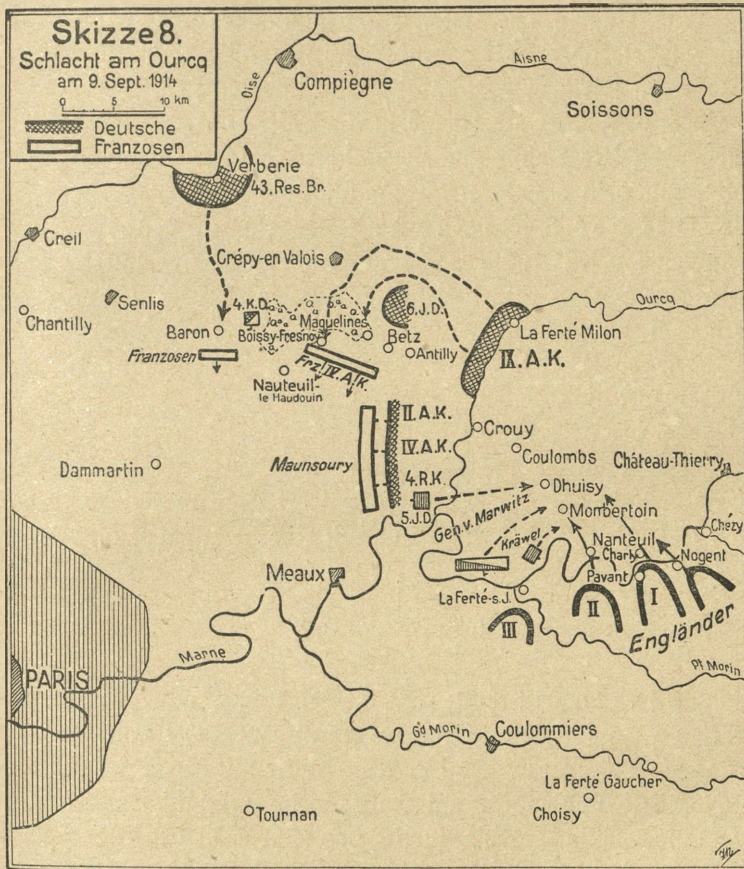 Skizze 8.
Schlacht am Ourcq
am 9. Sept. 1914
0 5 10 km
Deutsche
Franzosen
Oise
Compiègne
Aisne
Soissons
Verberie
43. Res. Br.
Creil
Crépy-en Valois
Senlis
Chantilly
4. K. D.
Baron
Boissy-Fresnoy
Maquelines
6. J. D.
Betz
Antilly
Ourcq
La Ferté Milon
IX. A. K.
Franzosen
Frz. IV. A. K.
Nauteuil-
le Haudouin
II. A. K.
IV. A. K.
4. R. K.
5. J. D.
Maunsoury
Crouy
Coulombs
Château-Thierry
Dammartin
Dhuisy
Gen. v. Marwitz
Montbertoin
Kräwel
Chézy
Nanteuil
Charly
Nogent
Pavant
Meaux
La Ferté-s. J.
III
II
I
Engländer
Marne
PARIS
Pt Morin
Gd Morin
Coulommiers
La Ferté Gaucher
Tournan
Choisy